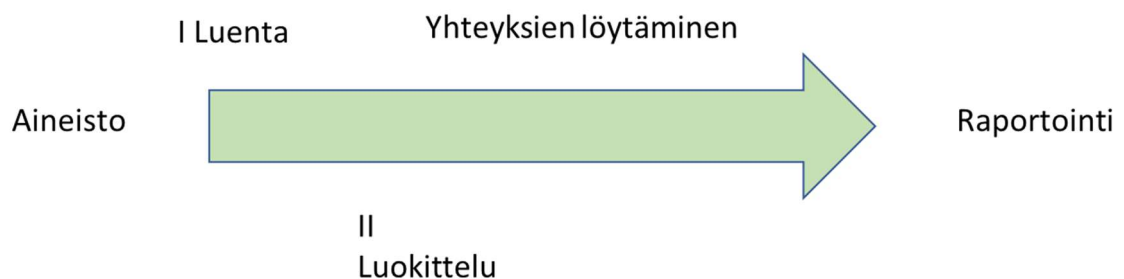 I Luenta
Yhteyksien löytäminen
Aineisto
Raportointi
II
Luokittelu